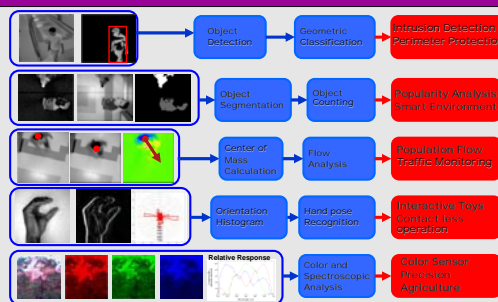 Object
Detection
Geometric
Classification
Intrusion Detection
Perimeter Protectio
Object
Segmentation
Object
Counting
Popularity Analysis
Smart Environment
Center of
Mass
Calculation
Flow
Analysis
Population Flow
Traffic Monitoring
Orientation
Histogram
Hand pose
Recognition
Interactive Toys
Contact less
operation
Relative Response
Color and
Spectroscopic
Analysis
Color Sensor
Precision
Agriculture